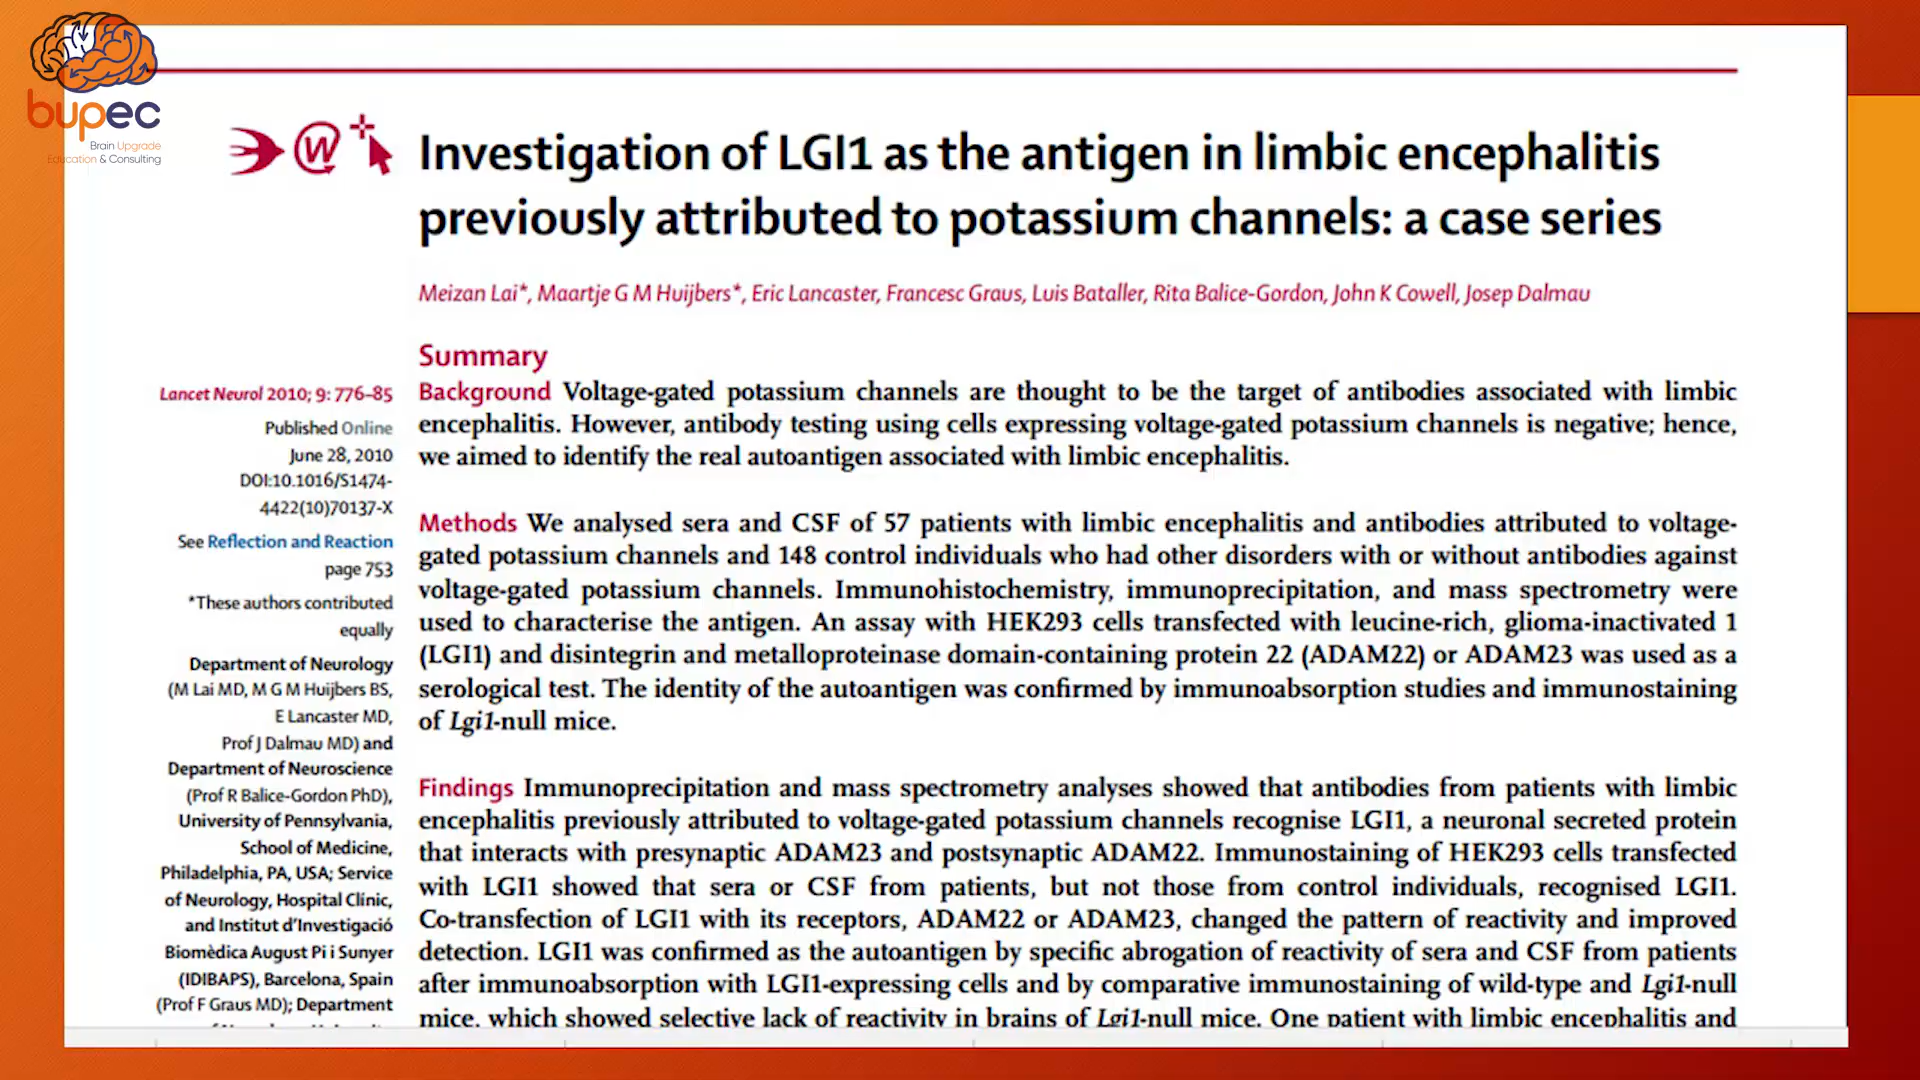 bupec
Brain Upgrade
Education & Consulting
Investigation of LGI1 as the antigen in limbic encephalitis
previously attributed to potassium channels: a case series
Meizan Lai*, Maartje G M Huijbers*, Eric Lancaster, Francesc Graus, Luis Bataller, Rita Balice-Gordon, John K Cowell, Josep Dalmau
Lancet Neurol 2010; 9: 776–85
Published Online
June 28, 2010
DOI:10.1016/S1474-
4422(10)70137-X
See Reflection and Reaction
page 753
*These authors contributed
equally
Department of Neurology
(M Lai MD, M G M Huijbers BS,
E Lancaster MD,
Prof J Dalmau MD) and
Department of Neuroscience
(Prof R Balice-Gordon PhD),
University of Pennsylvania,
School of Medicine,
Philadelphia, PA, USA; Service
of Neurology, Hospital Clínic,
and Institut d'Investigació
Biomèdica August Pi i Sunyer
(IDIBAPS), Barcelona, Spain
(Prof F Graus MD); Department
Summary
Background Voltage-gated potassium channels are thought to be the target of antibodies associated with limbic
encephalitis. However, antibody testing using cells expressing voltage-gated potassium channels is negative; hence,
we aimed to identify the real autoantigen associated with limbic encephalitis.
Methods We analysed sera and CSF of 57 patients with limbic encephalitis and antibodies attributed to voltage-
gated potassium channels and 148 control individuals who had other disorders with or without antibodies against
voltage-gated potassium channels. Immunohistochemistry, immunoprecipitation, and mass spectrometry were
used to characterise the antigen. An assay with HEK293 cells transfected with leucine-rich, glioma-inactivated 1
(LGI1) and disintegrin and metalloproteinase domain-containing protein 22 (ADAM22) or ADAM23 was used as a
serological test. The identity of the autoantigen was confirmed by immunoabsorption studies and immunostaining
of Lgi1-null mice.
Findings Immunoprecipitation and mass spectrometry analyses showed that antibodies from patients with limbic
encephalitis previously attributed to voltage-gated potassium channels recognise LGI1, a neuronal secreted protein
that interacts with presynaptic ADAM23 and postsynaptic ADAM22. Immunostaining of HEK293 cells transfected
with LGI1 showed that sera or CSF from patients, but not those from control individuals, recognised LGI1.
Co-transfection of LGI1 with its receptors, ADAM22 or ADAM23, changed the pattern of reactivity and improved
detection. LGI1 was confirmed as the autoantigen by specific abrogation of reactivity of sera and CSF from patients
after immunoabsorption with LGI1-expressing cells and by comparative immunostaining of wild-type and Lgi1-null
mice, which showed selective lack of reactivity in brains of Lgi1-null mice. One patient with limbic encephalitis and